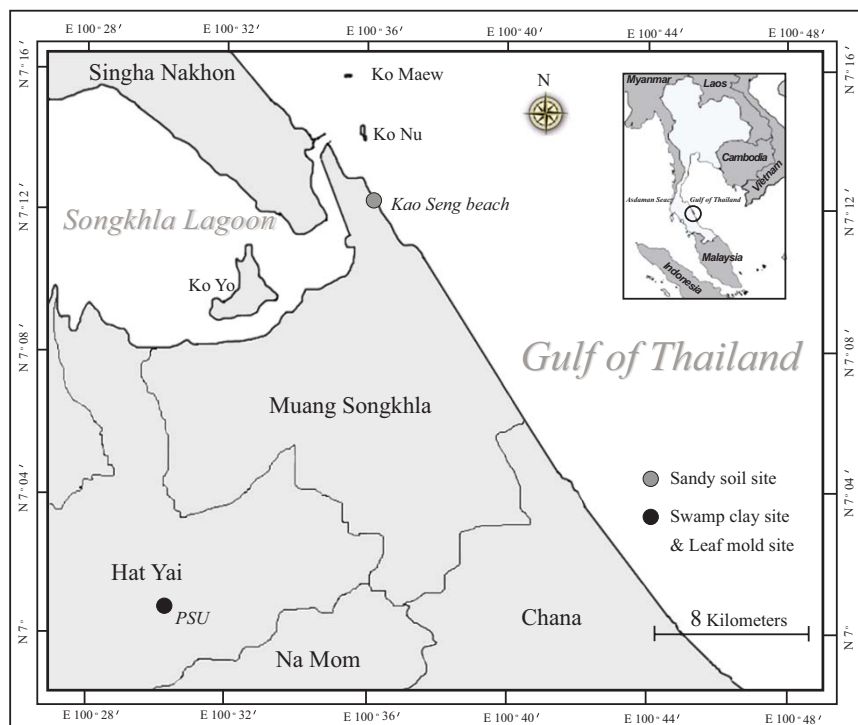 E 100°28′ E 100°32′ E 100°36′ E 100°40′ E 100°44′ E 100°48′
N 7°16′
N 7°16′
Singha Nakhon
Ko Maew
N
Myanmar
Laos
Ko Nu
Cambodia
Vietnam
N 7°12′
Kao Seng beach
Asdaman Sea
Gulf of Thailand
N 7°12′
Songkhla Lagoon
Malaysia
Ko Yo
Indonesia
N 7°08′
Gulf of Thailand
N 7°08′
Muang Songkhla
N 7°04′
Sandy soil site
N 7°04′
Swamp clay site
& Leaf mold site
Hat Yai
PSU
Chana
8 Kilometers
N 7°
N 7°
Na Mom
E 100°28′ E 100°32′ E 100°36′ E 100°40′ E 100°44′ E 100°48′